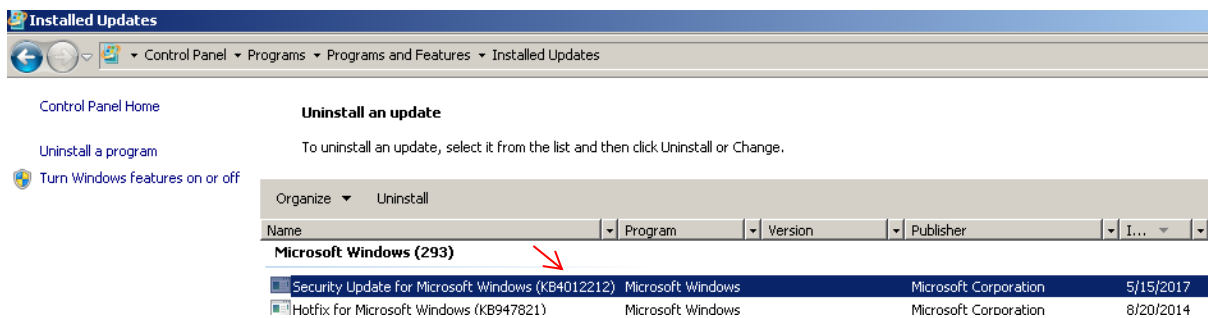 Installed Updates
Control Panel Programs Programs and Features Installed Updates
Control Panel Home
Uninstall an update
Uninstall a program
To uninstall an update, select it from the list and then click Uninstall or Change.
Turn Windows features on or off
Organize Uninstall
Name Program Version Publisher I...
Microsoft Windows (293)
Security Update for Microsoft Windows (KB4012212) Microsoft Windows Microsoft Corporation 5/15/2017
Hotfix for Microsoft Windows (KB947821) Microsoft Windows Microsoft Corporation 8/20/2014